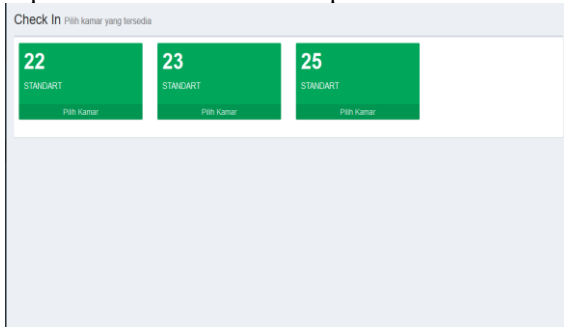 Check In Pilih kamar yang tersedia
22 23 25
STANDART STANDART STANDART
Pilih Kamar Pilih Kamar Pilih Kamar